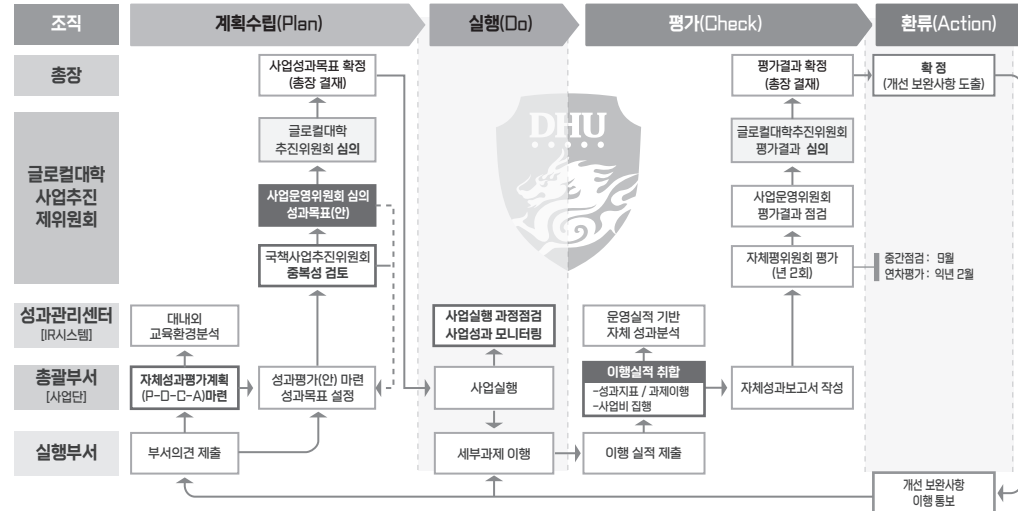 조직
계획수립(Plan)
실행(Do)
평가(Check)
환류(Action)
총장
사업성과목표 확정
(총장 결재)
평가결과 확정
(총장 결재)
확 정
(개선 보완사항 도출)
글로컬대학
사업추진
제위원회
글로컬대학
추진위원회 심의
사업운영위원회 심의
성과목표(안)
국책사업추진위원회
중복성 검토
DHU
글로컬대학추진위원회
평가결과 심의
사업운영위원회
평가결과 점검
자체평위원회 평가
(년 2회)
중간점검 : 9월
연차평가 : 익년 2월
성과관리센터
[IR시스템]
대내외
교육환경분석
사업실행 과정점검
사업성과 모니터링
운영실적 기반
자체 성과분석
총괄부서
[사업단]
자체성과평가계획
(P-D-C-A)마련
성과평가(안) 마련
성과목표 설정
사업실행
이행실적 취합
-성과지표 / 과제이행
-사업비 집행
자체성과보고서 작성
실행부서
부서의견 제출
세부과제 이행
이행 실적 제출
개선 보완사항
이행 통보